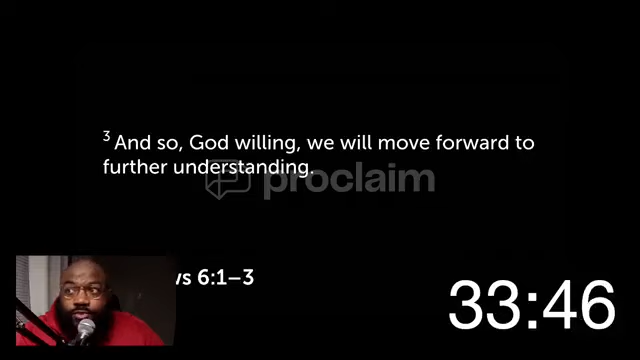 ³ And so, God willing, we will move forward to
further understanding.
proclaim
ws 6:1–3
33:46